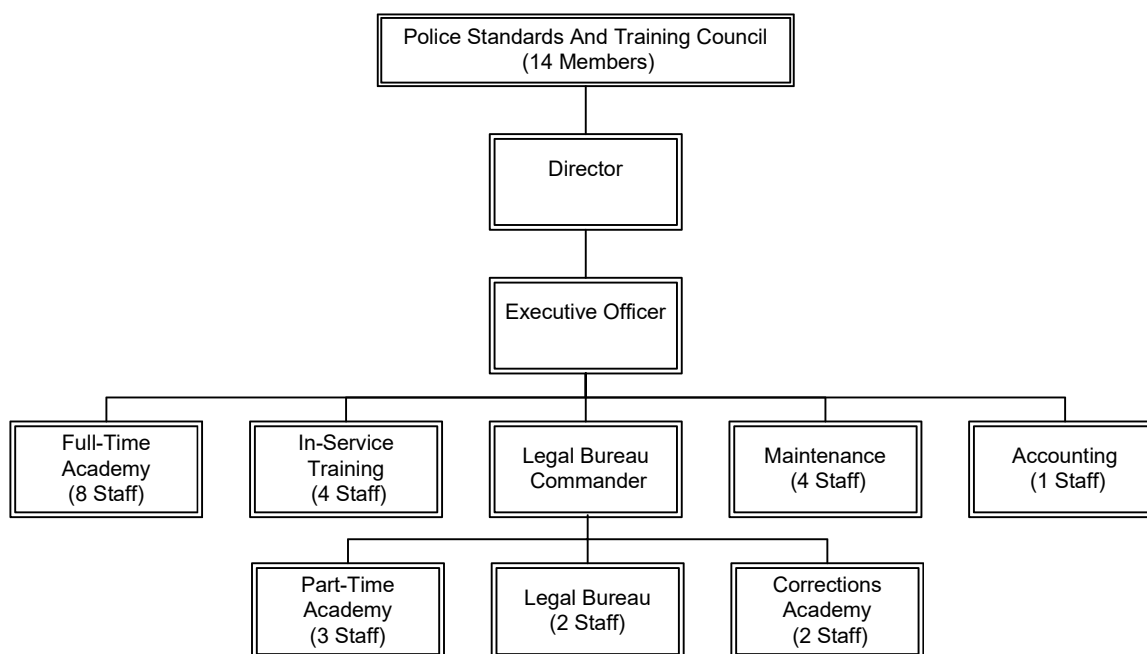 Police Standards And Training Council
(14 Members)
Director
Executive Officer
Full-Time
Academy
(8 Staff)
In-Service
Training
(4 Staff)
Legal Bureau
Commander
Maintenance
(4 Staff)
Accounting
(1 Staff)
Part-Time
Academy
(3 Staff)
Legal Bureau
(2 Staff)
Corrections
Academy
(2 Staff)